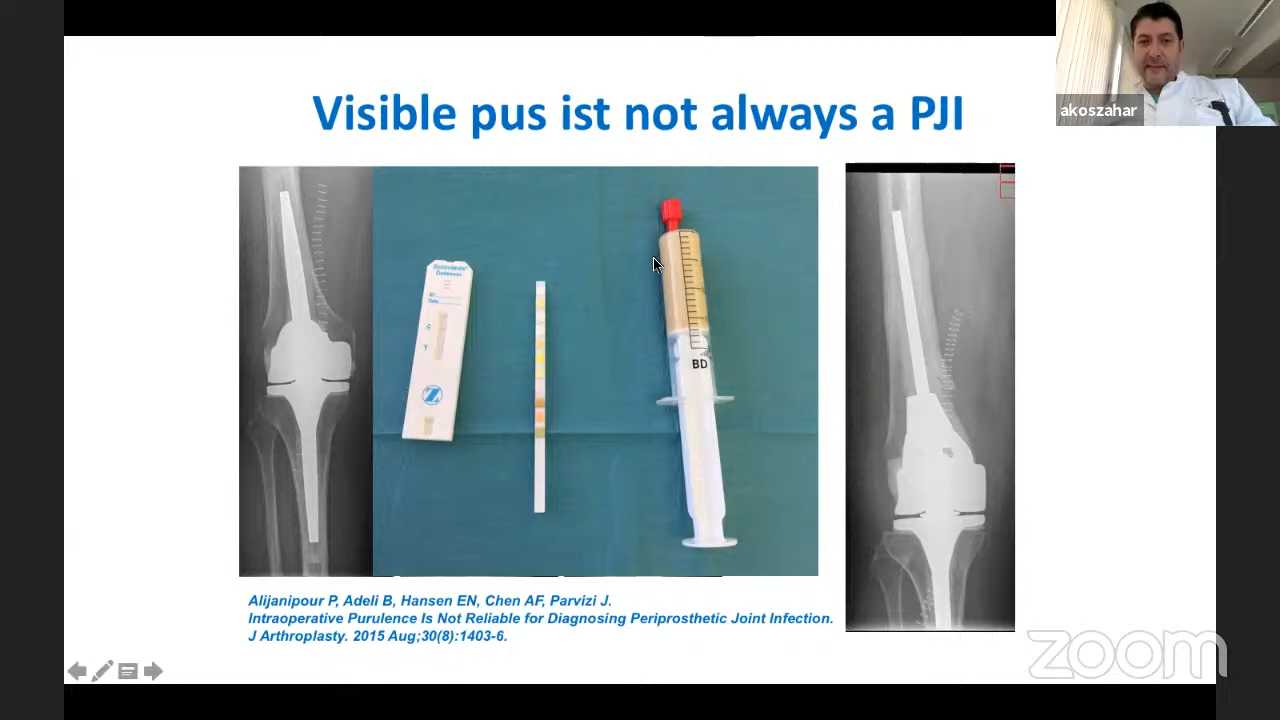 akoszahar
Visible pus ist not always a PJI
Synovasure®
C
T
Z
BD
Alijanipour P, Adeli B, Hansen EN, Chen AF, Parvizi J.
Intraoperative Purulence Is Not Reliable for Diagnosing Periprosthetic Joint Infection.
J Arthroplasty. 2015 Aug;30(8):1403-6.
zoom